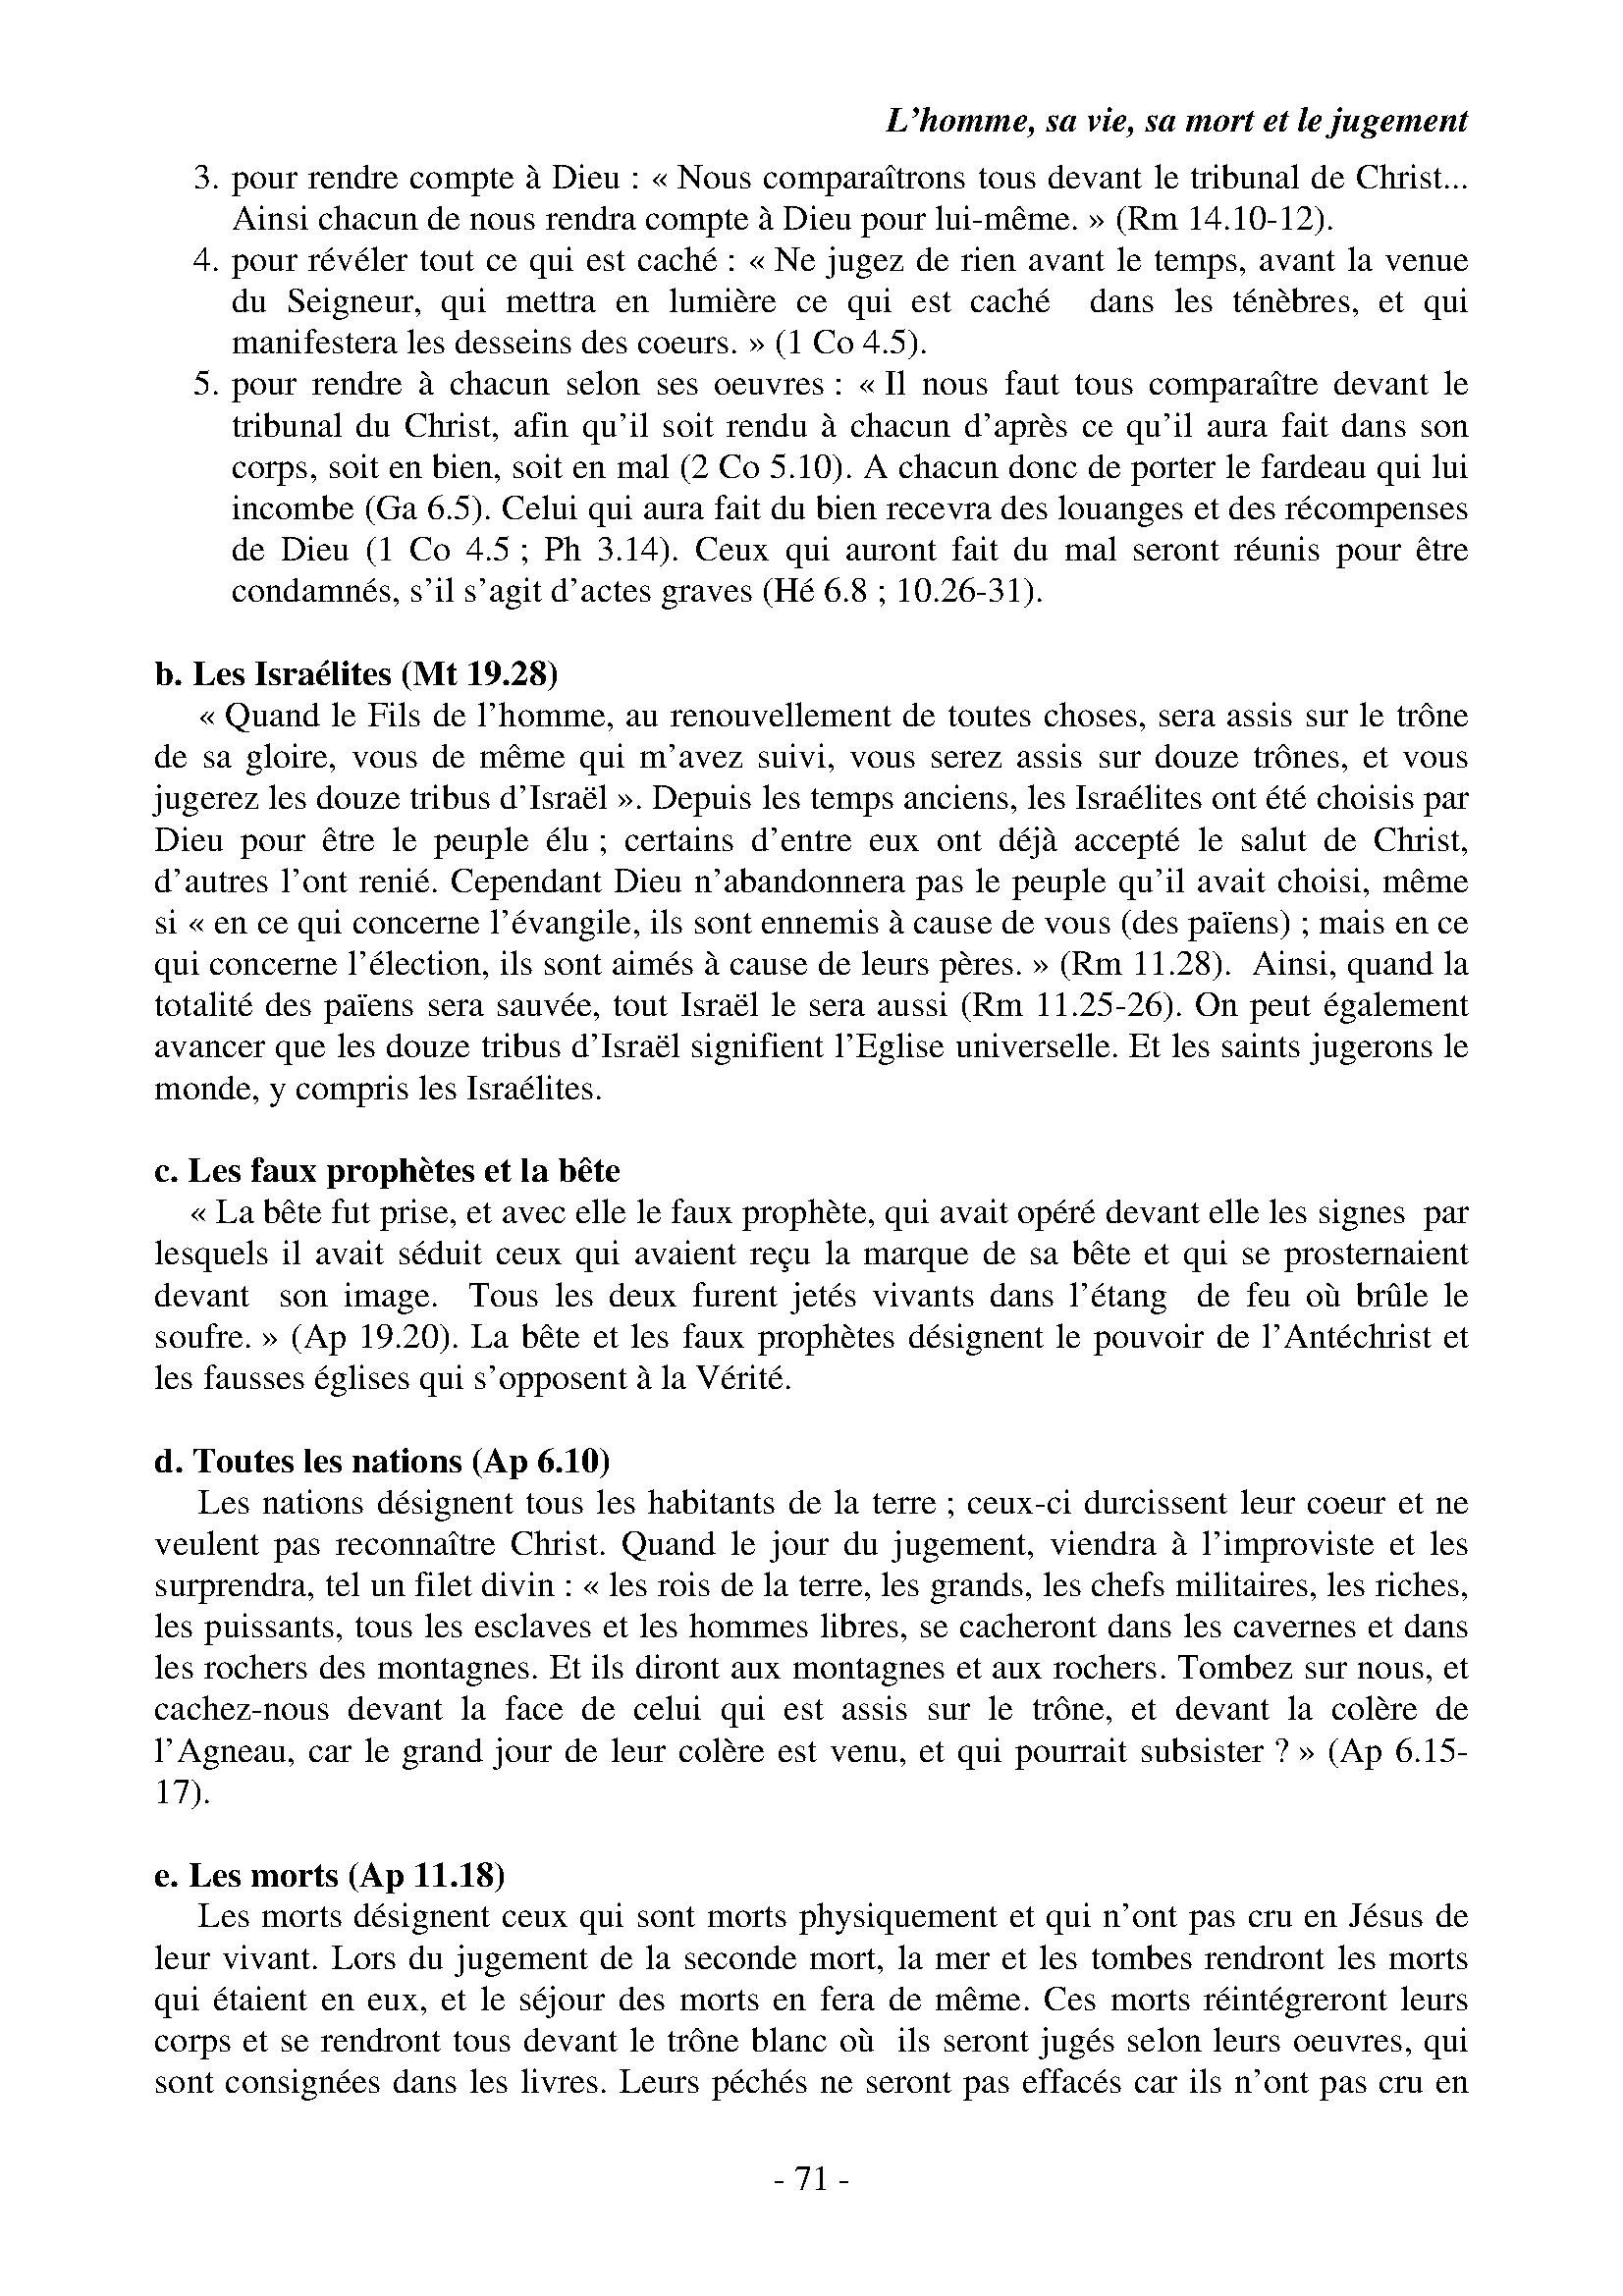 L’homme, sa vie, sa mort et le jugement
3. pour rendre compte à Dieu : « Nous comparaîtrons tous devant le tribunal de Christ...
Ainsi chacun de nous rendra compte à Dieu pour lui-même. » (Rm 14.10-12).
4. pour révéler tout ce qui est caché : « Ne jugez de rien avant le temps, avant la venue
du Seigneur, qui mettra en lumière ce qui est caché dans les ténèbres, et qui
manifestera les desseins des coeurs. » (1 Co 4.5).
5. pour rendre à chacun selon ses oeuvres : « Il nous faut tous comparaître devant le
tribunal du Christ, afin qu’il soit rendu à chacun d’après ce qu’il aura fait dans son
corps, soit en bien, soit en mal (2 Co 5.10). A chacun donc de porter le fardeau qui lui
incombe (Ga 6.5). Celui qui aura fait du bien recevra des louanges et des récompenses
de Dieu (1 Co 4.5 ; Ph 3.14). Ceux qui auront fait du mal seront réunis pour être
condamnés, s’il s’agit d’actes graves (Hé 6.8 ; 10.26-31).
b. Les Israélites (Mt 19.28)
« Quand le Fils de l’homme, au renouvellement de toutes choses, sera assis sur le trône
de sa gloire, vous de même qui m’avez suivi, vous serez assis sur douze trônes, et vous
jugerez les douze tribus d’Israël ». Depuis les temps anciens, les Israélites ont été choisis par
Dieu pour être le peuple élu ; certains d’entre eux ont déjà accepté le salut de Christ,
d’autres l’ont renié. Cependant Dieu n’abandonnera pas le peuple qu’il avait choisi, même
si « en ce qui concerne l’évangile, ils sont ennemis à cause de vous (des païens) ; mais en ce
qui concerne l’élection, ils sont aimés à cause de leurs pères. » (Rm 11.28). Ainsi, quand la
totalité des païens sera sauvée, tout Israël le sera aussi (Rm 11.25-26). On peut également
avancer que les douze tribus d’Israël signifient l’Eglise universelle. Et les saints jugerons le
monde, y compris les Israélites.
c. Les faux prophètes et la bête
« La bête fut prise, et avec elle le faux prophète, qui avait opéré devant elle les signes par
lesquels il avait séduit ceux qui avaient reçu la marque de sa bête et qui se prosternaient
devant son image. Tous les deux furent jetés vivants dans l’étang de feu où brûle le
soufre. » (Ap 19.20). La bête et les faux prophètes désignent le pouvoir de l’Antéchrist et
les fausses églises qui s’opposent à la Vérité.
d. Toutes les nations (Ap 6.10)
Les nations désignent tous les habitants de la terre ; ceux-ci durcissent leur coeur et ne
veulent pas reconnaître Christ. Quand le jour du jugement, viendra à l’improviste et les
surprendra, tel un filet divin : « les rois de la terre, les grands, les chefs militaires, les riches,
les puissants, tous les esclaves et les hommes libres, se cacheront dans les cavernes et dans
les rochers des montagnes. Et ils diront aux montagnes et aux rochers. Tombez sur nous, et
cachez-nous devant la face de celui qui est assis sur le trône, et devant la colère de
l’Agneau, car le grand jour de leur colère est venu, et qui pourrait subsister ? » (Ap 6.15-
17).
e. Les morts (Ap 11.18)
Les morts désignent ceux qui sont morts physiquement et qui n’ont pas cru en Jésus de
leur vivant. Lors du jugement de la seconde mort, la mer et les tombes rendront les morts
qui étaient en eux, et le séjour des morts en fera de même. Ces morts réintégreront leurs
corps et se rendront tous devant le trône blanc où ils seront jugés selon leurs oeuvres, qui
sont consignées dans les livres. Leurs péchés ne seront pas effacés car ils n’ont pas cru en
- 71 -